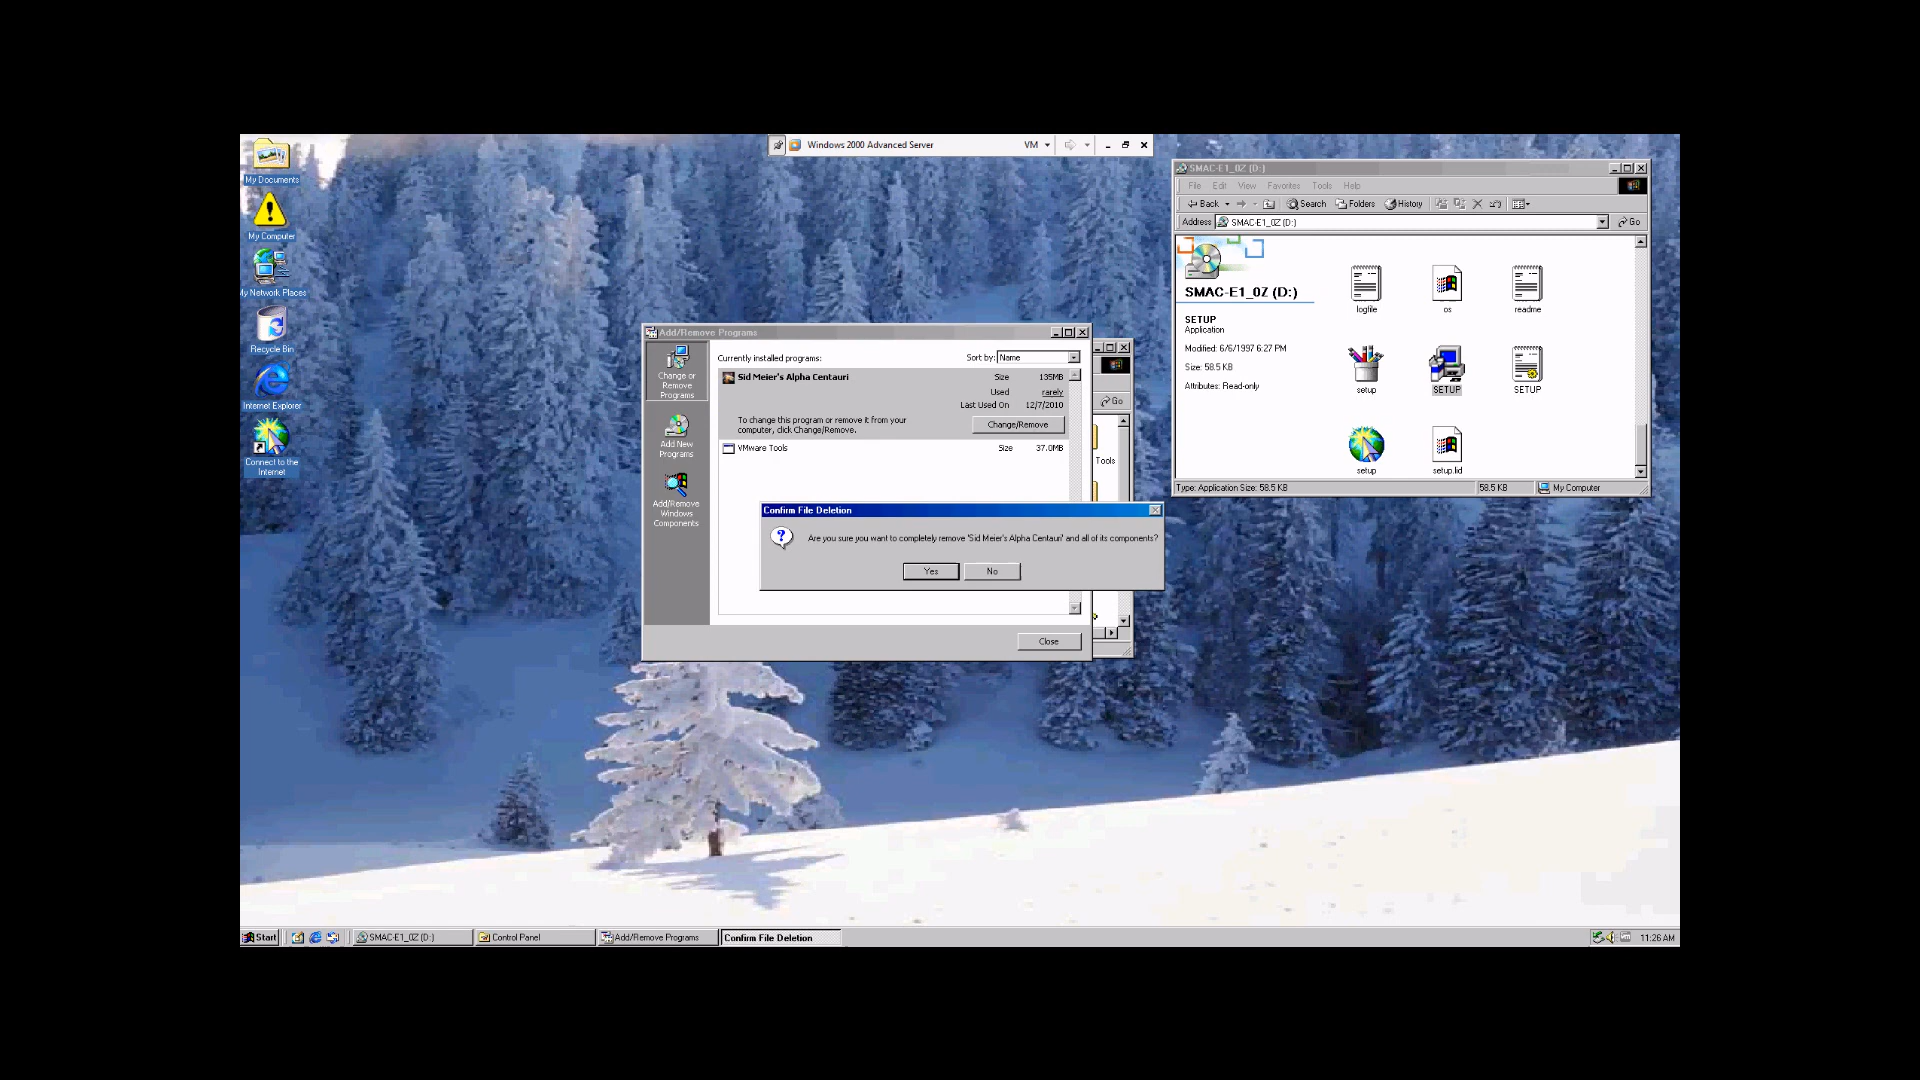 Windows 2000 Advanced Server
VM
My Documents
My Computer
My Network Places
Recycle Bin
Internet Explorer
Connect to the
Internet
SMAC-E1_0Z (D:)
File Edit View Favorites Tools Help
Back Search Folders History
Address SMAC-E1_0Z (D:) Go
SMAC-E1_0Z (D:)
SETUP
Application
Modified: 6/6/1997 6:27 PM
Size: 58.5 KB
Attributes: Read-only
logfile os readme
setup SETUP SETUP
setup setup.lid
Type: Application Size: 58.5 KB 58.5 KB My Computer
Add/Remove Programs
Change or
Remove
Programs
Add New
Programs
Add/Remove
Windows
Components
Currently installed programs: Sort by: Name
Sid Meier's Alpha Centauri Size 135MB
Used rarely
Last Used On 12/7/2010
To change this program or remove it from your
computer, click Change/Remove.
Change/Remove
VMware Tools Size 37.0MB
Close
Go
Tools
Confirm File Deletion
Are you sure you want to completely remove 'Sid Meier's Alpha Centauri' and all of its components?
Yes No
Start SMAC-E1_0Z (D:) Control Panel Add/Remove Programs Confirm File Deletion 11:26 AM